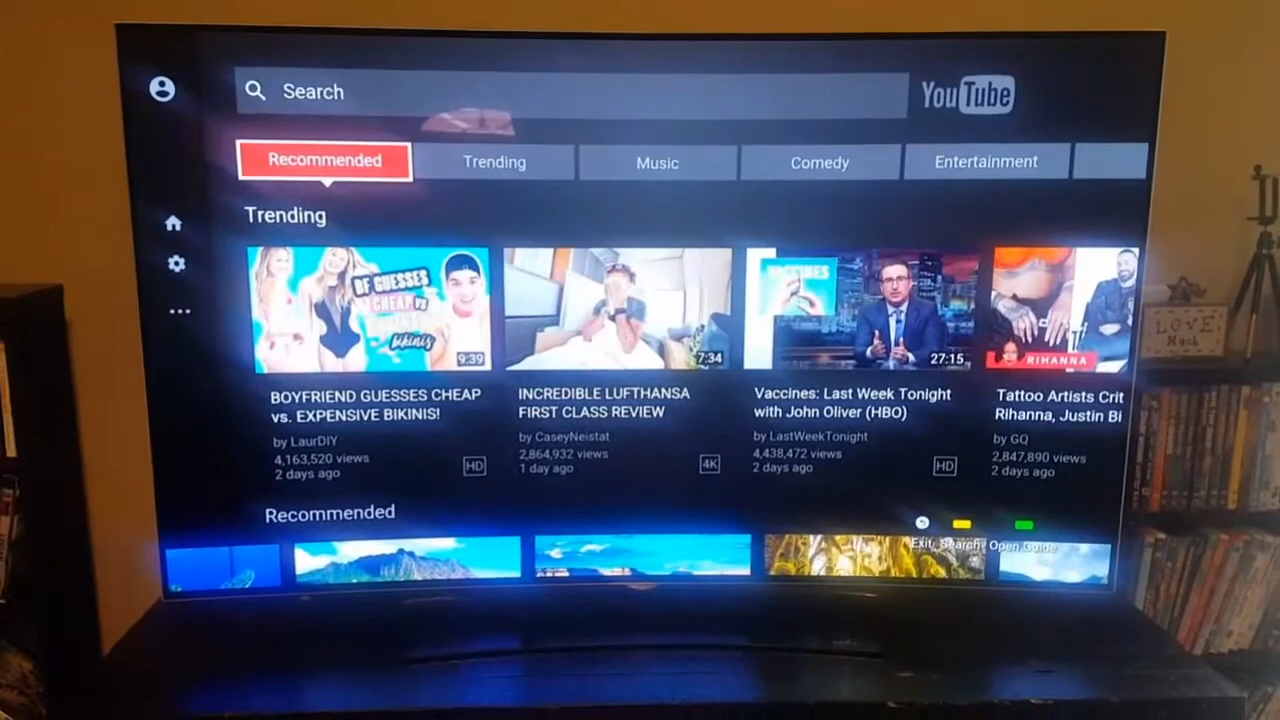 Search
YouTube
Recommended
Trending
Music
Comedy
Entertainment
Trending
BF GUESSES
CHEAP VS
bikinis
9:39
7:34
VACCINES
27:15
RIHANNA
BOYFRIEND GUESSES CHEAP
vs. EXPENSIVE BIKINIS!
by LaurDIY
4,163,520 views
2 days ago
HD
INCREDIBLE LUFTHANSA
FIRST CLASS REVIEW
by CaseyNeistat
2,864,932 views
1 day ago
4K
Vaccines: Last Week Tonight
with John Oliver (HBO)
by LastWeekTonight
4,438,472 views
2 days ago
HD
Tattoo Artists Crit
Rihanna, Justin Bi
by GQ
2,847,890 views
2 days ago
Recommended
Exit Search Open Guide
LOVE